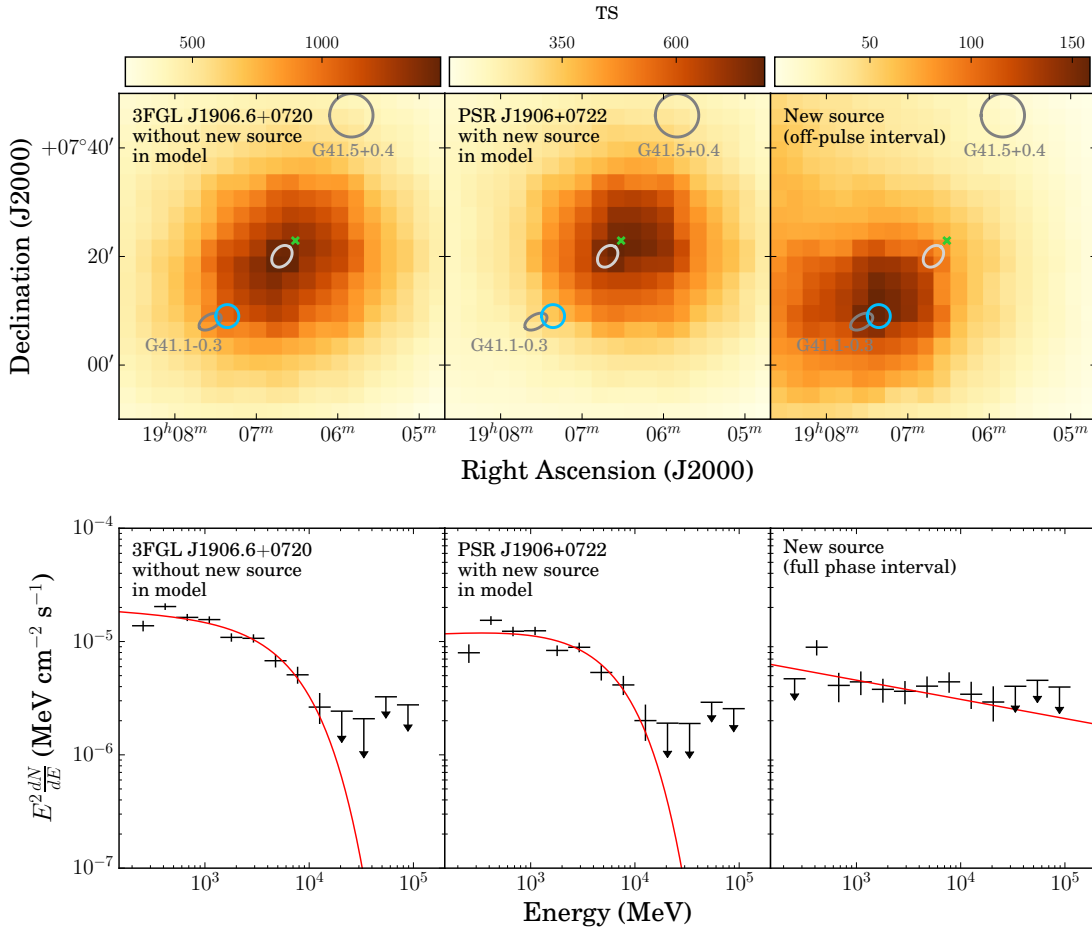 TS
500 1000
350 600
50 100 150
3FGL J1906.6+0720
without new source
in model
G41.5+0.4
G41.1-0.3
PSR J1906+0722
with new source
in model
G41.5+0.4
G41.1-0.3
New source
(off-pulse interval)
G41.5+0.4
G41.1-0.3
Declination (J2000)
+07°40′
20′
00′
19ʰ08ᵐ 07ᵐ 06ᵐ 05ᵐ
19ʰ08ᵐ 07ᵐ 06ᵐ 05ᵐ
19ʰ08ᵐ 07ᵐ 06ᵐ 05ᵐ
Right Ascension (J2000)
3FGL J1906.6+0720
without new source
in model
PSR J1906+0722
with new source
in model
New source
(full phase interval)
E² dN/dE (MeV cm⁻² s⁻¹)
10⁻⁴
10⁻⁵
10⁻⁶
10⁻⁷
10³ 10⁴ 10⁵
10³ 10⁴ 10⁵
10³ 10⁴ 10⁵
Energy (MeV)